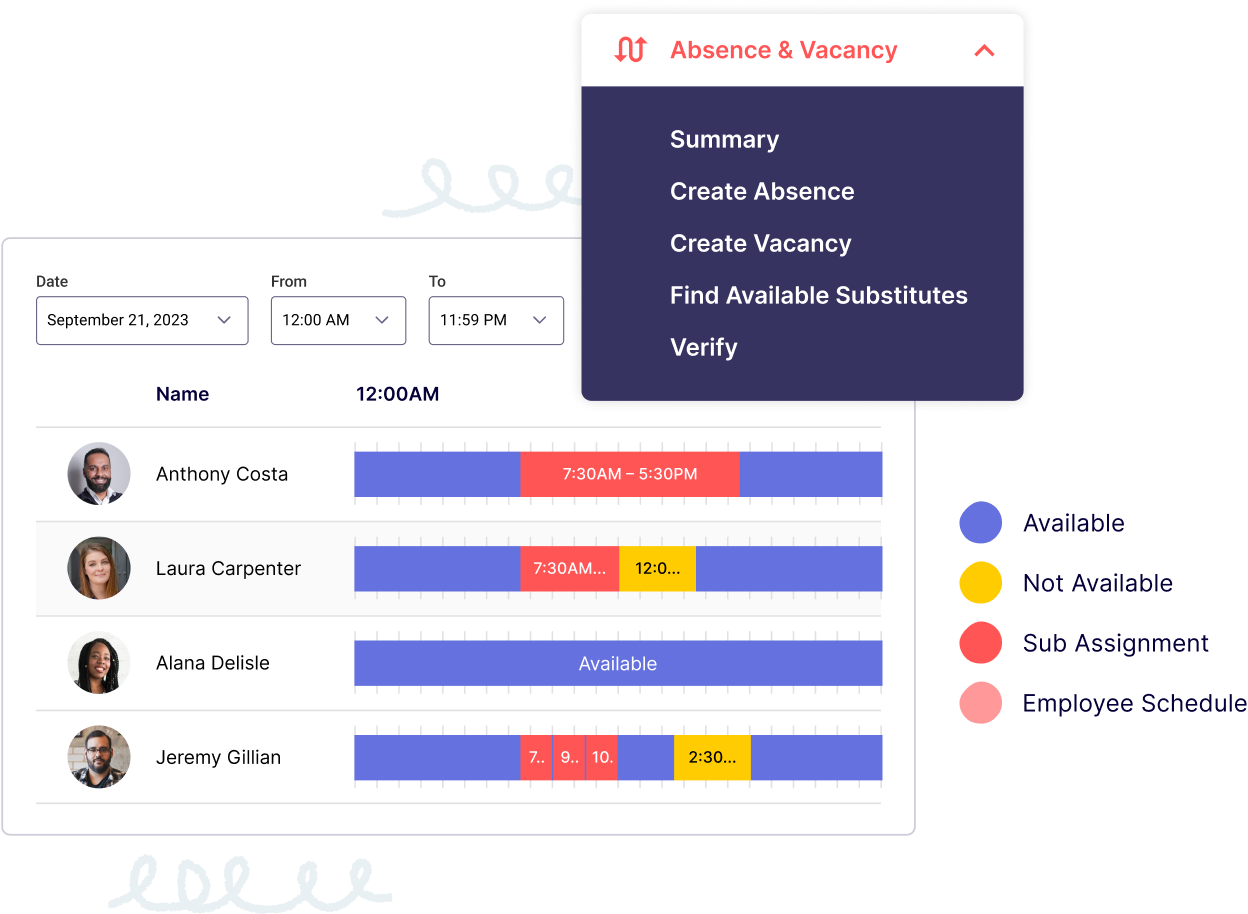 Absence & Vacancy
Summary
Create Absence
Create Vacancy
Find Available Substitutes
Verify
Date From To
September 21, 2023 12:00 AM 11:59 PM
Name 12:00AM
Anthony Costa 7:30AM – 5:30PM
Laura Carpenter 7:30AM... 12:0...
Alana Delisle Available
Jeremy Gillian 7.. 9.. 10. 2:30...
Available
Not Available
Sub Assignment
Employee Schedule